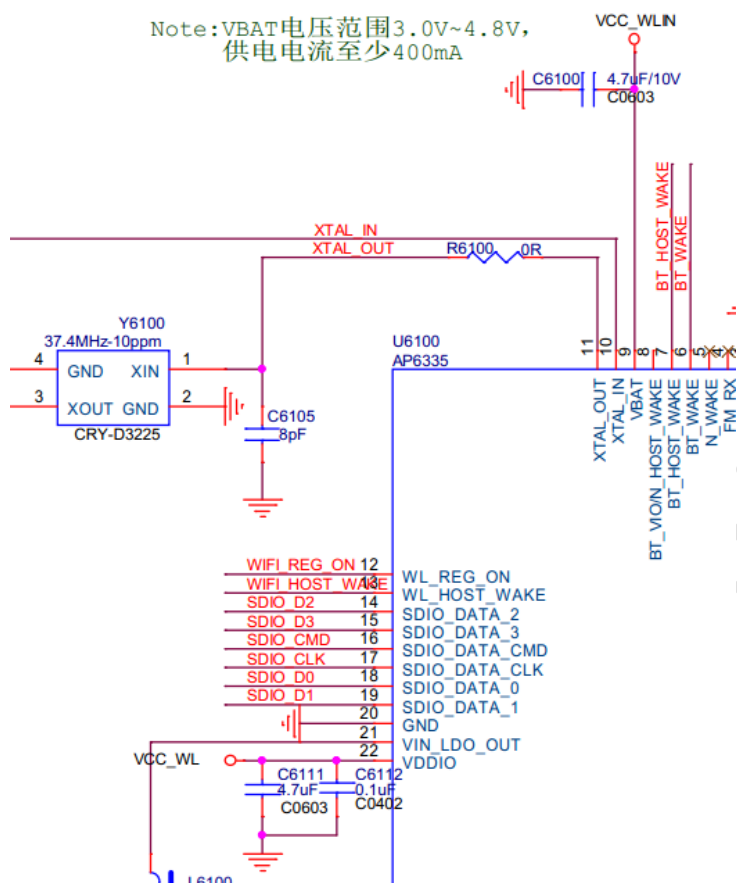 Note:VBAT电压范围3.0V~4.8V,
供电电流至少400mA
VCC_WLIN
C6100
4.7uF/10V
C0603
BT_HOST_WAKE
BT_WAKE
XTAL_IN
XTAL_OUT
R6100
0R
Y6100
37.4MHz-10ppm
4
GND
XIN
1
3
XOUT
GND
2
CRY-D3225
C6105
8pF
U6100
AP6335
11
10
9
8
7
6
5
4
3
XTAL_OUT
XTAL_IN
VBAT
BT_VIO/N_HOST_WAKE
BT_HOST_WAKE
BT_WAKE
N_WAKE
FM_RX
WIFI_REG_ON 12 WL_REG_ON
WIFI_HOST_WAKE 13 WL_HOST_WAKE
SDIO_D2 14 SDIO_DATA_2
SDIO_D3 15 SDIO_DATA_3
SDIO_CMD 16 SDIO_DATA_CMD
SDIO_CLK 17 SDIO_DATA_CLK
SDIO_D0 18 SDIO_DATA_0
SDIO_D1 19 SDIO_DATA_1
20 GND
21 VIN_LDO_OUT
22 VDDIO
VCC_WL
C6111
4.7uF
C0603
C6112
0.1uF
C0402
L6100